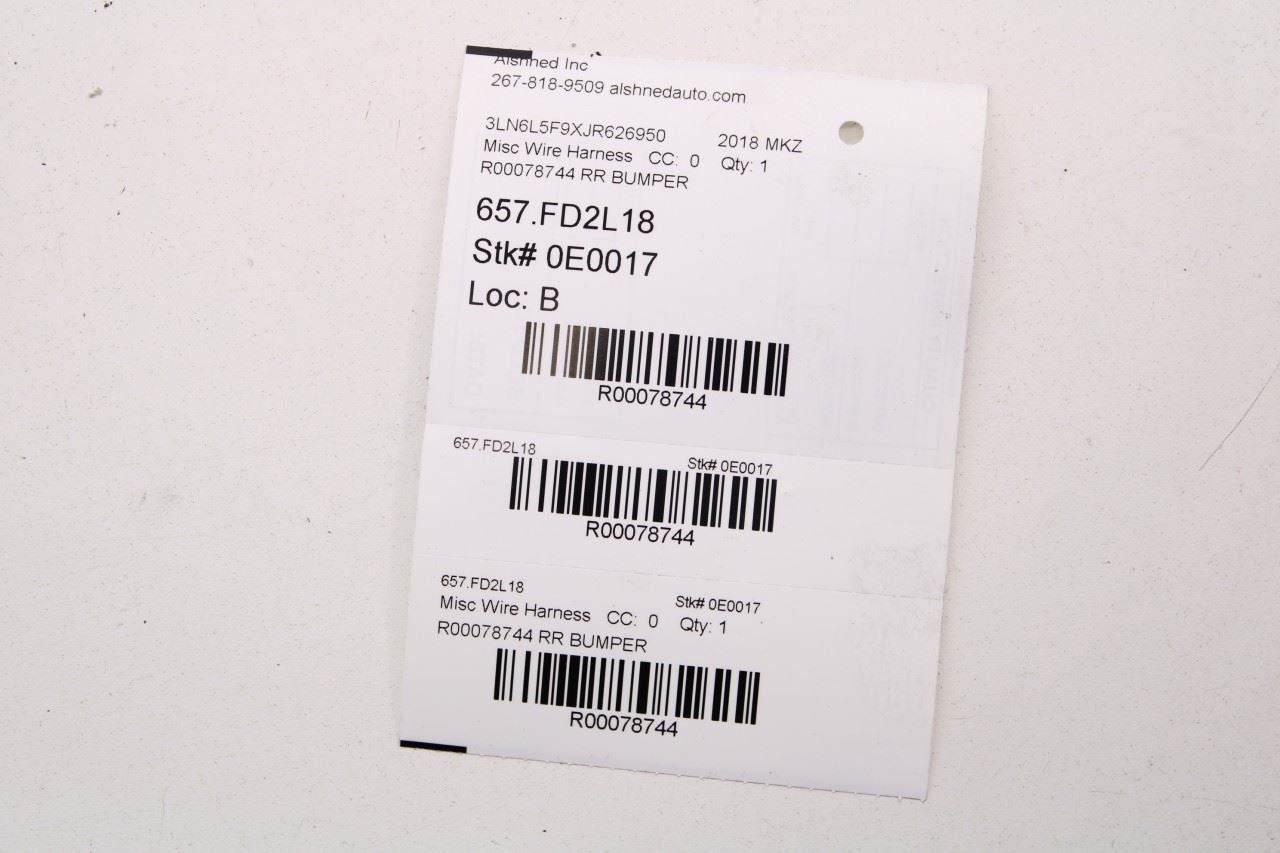 Alshned Inc
267-818-9509 alshnedauto.com
3LN6L5F9XJR626950 2018 MKZ
Misc Wire Harness CC: 0 Qty: 1
R00078744 RR BUMPER
657.FD2L18
Stk# 0E0017
Loc: B
R00078744
657.FD2L18 Stk# 0E0017
R00078744
657.FD2L18 Stk# 0E0017
Misc Wire Harness CC: 0 Qty: 1
R00078744 RR BUMPER
R00078744